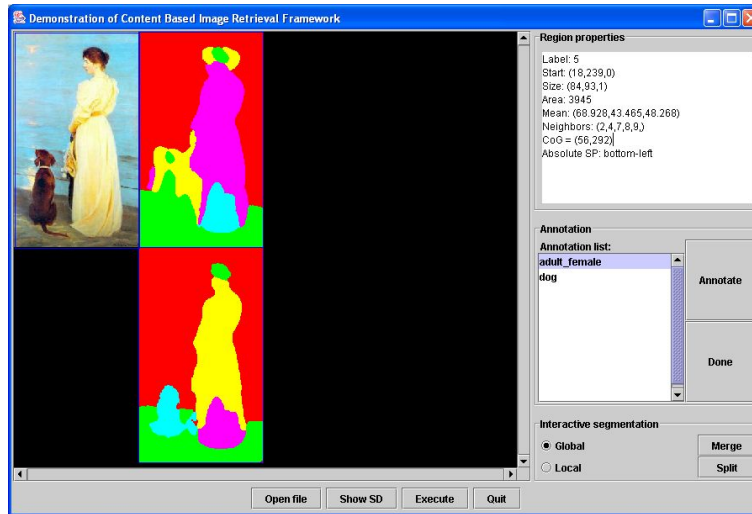 Demonstration of Content Based Image Retrieval Framework
Region properties
Label: 5
Start: (18,239,0)
Size: (84,93,1)
Area: 3945
Mean: (68.928,43.465,48.268)
Neighbors: (2,4,7,8,9,)
CoG = (56,292)
Absolute SP: bottom-left
Annotation
Annotation list:
adult_female
dog
Annotate
Done
Interactive segmentation
Global
Merge
Local
Split
Open file
Show SD
Execute
Quit